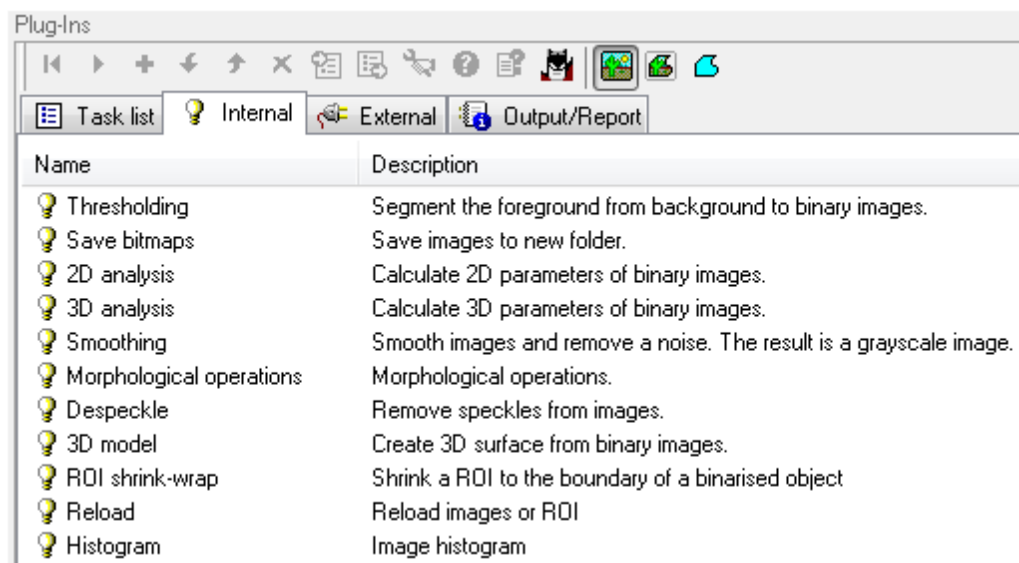 Plug-Ins
Task list Internal External Output/Report
Name Description
Thresholding Segment the foreground from background to binary images.
Save bitmaps Save images to new folder.
2D analysis Calculate 2D parameters of binary images.
3D analysis Calculate 3D parameters of binary images.
Smoothing Smooth images and remove a noise. The result is a grayscale image.
Morphological operations Morphological operations.
Despeckle Remove speckles from images.
3D model Create 3D surface from binary images.
ROI shrink-wrap Shrink a ROI to the boundary of a binarised object
Reload Reload images or ROI
Histogram Image histogram